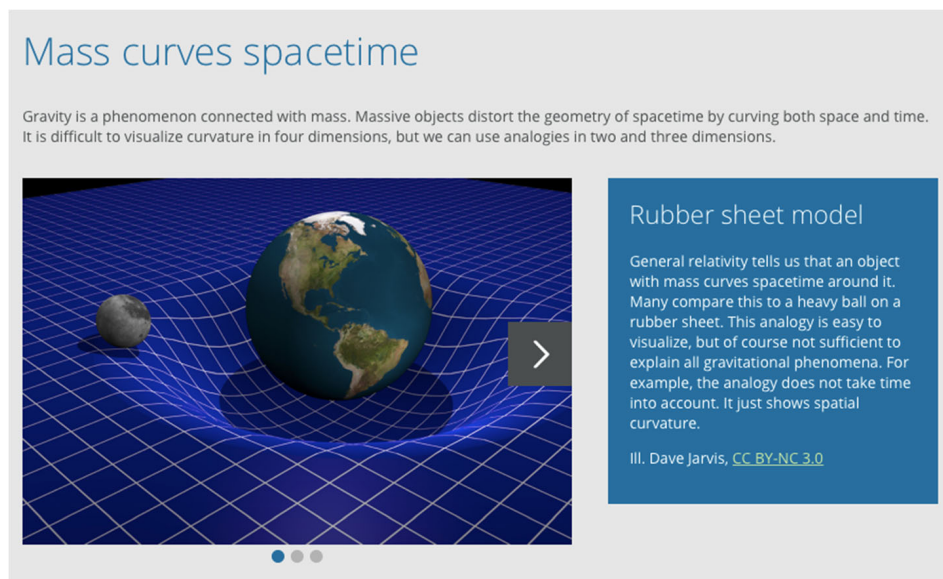 Mass curves spacetime
Gravity is a phenomenon connected with mass. Massive objects distort the geometry of spacetime by curving both space and time.
It is difficult to visualize curvature in four dimensions, but we can use analogies in two and three dimensions.
Rubber sheet model
General relativity tells us that an object
with mass curves spacetime around it.
Many compare this to a heavy ball on a
rubber sheet. This analogy is easy to
visualize, but of course not sufficient to
explain all gravitational phenomena. For
example, the analogy does not take time
into account. It just shows spatial
curvature.
Ill. Dave Jarvis, CC BY-NC 3.0